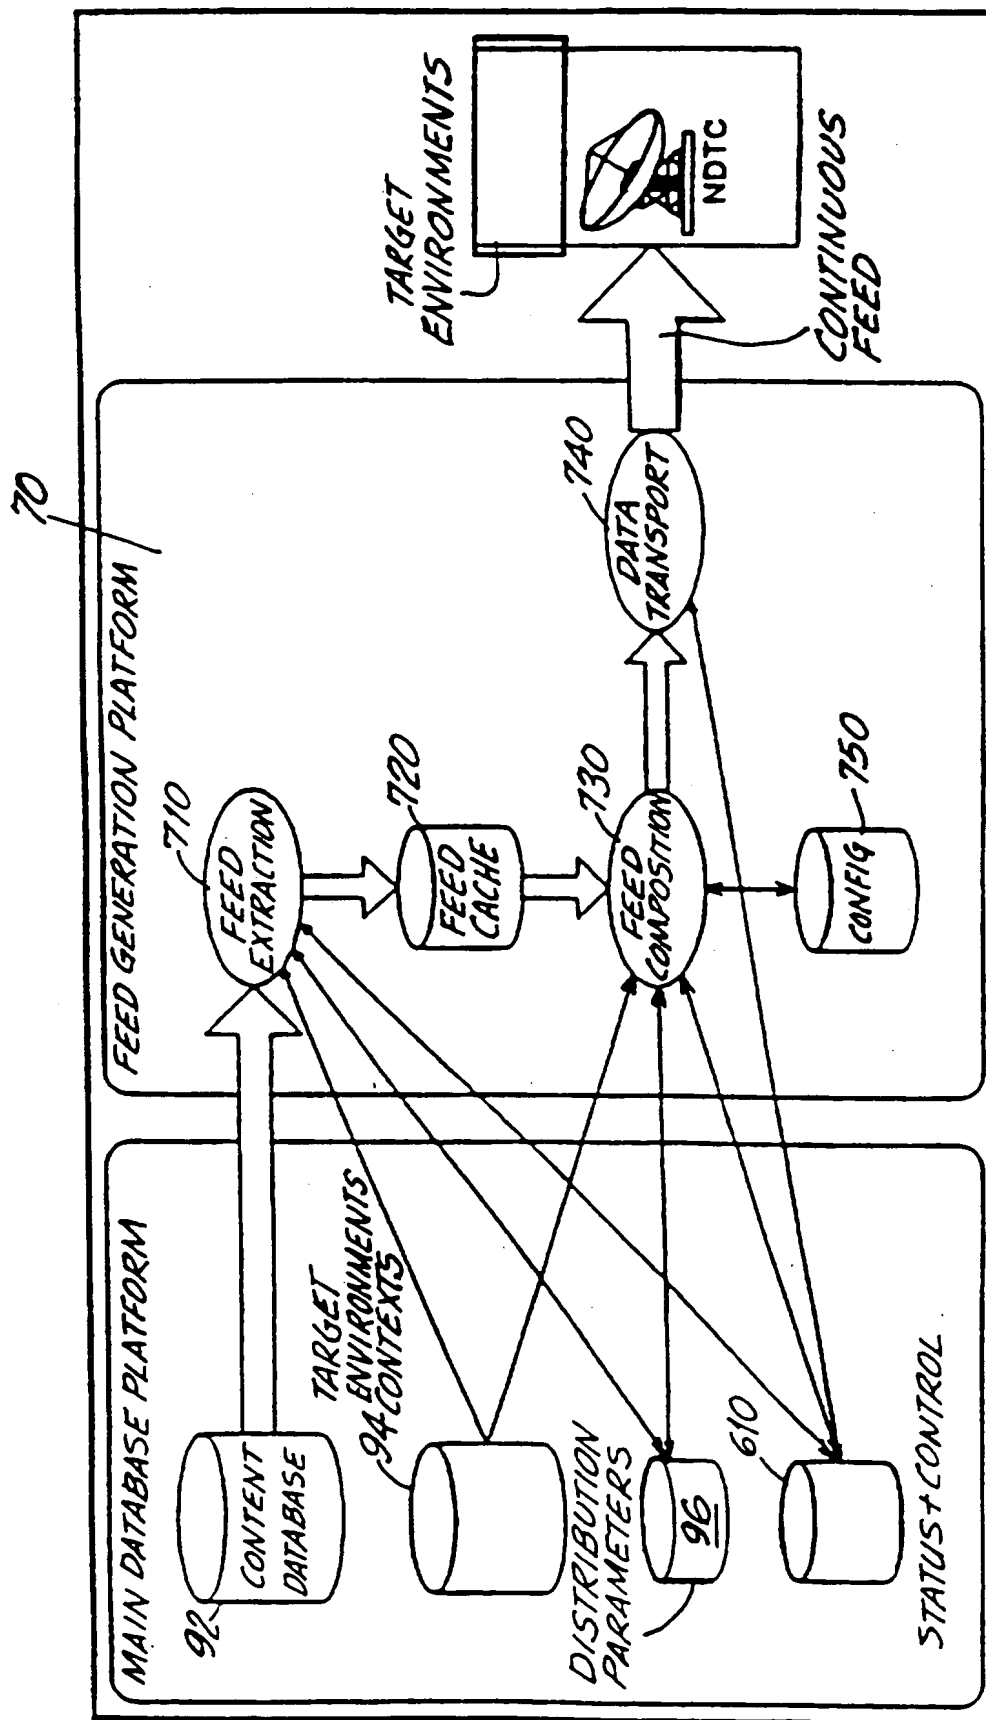 70
MAIN DATABASE PLATFORM
92
CONTENT
DATABASE
TARGET
ENVIRONMENTS
94 CONTEXTS
DISTRIBUTION
PARAMETERS
96
610
STATUS+CONTROL
FEED GENERATION PLATFORM
710
FEED
EXTRACTION
720
FEED
CACHE
730
FEED
COMPOSITION
740
DATA
TRANSPORT
750
CONFIG
TARGET
ENVIRONMENTS
NDTC
CONTINUOUS
FEED